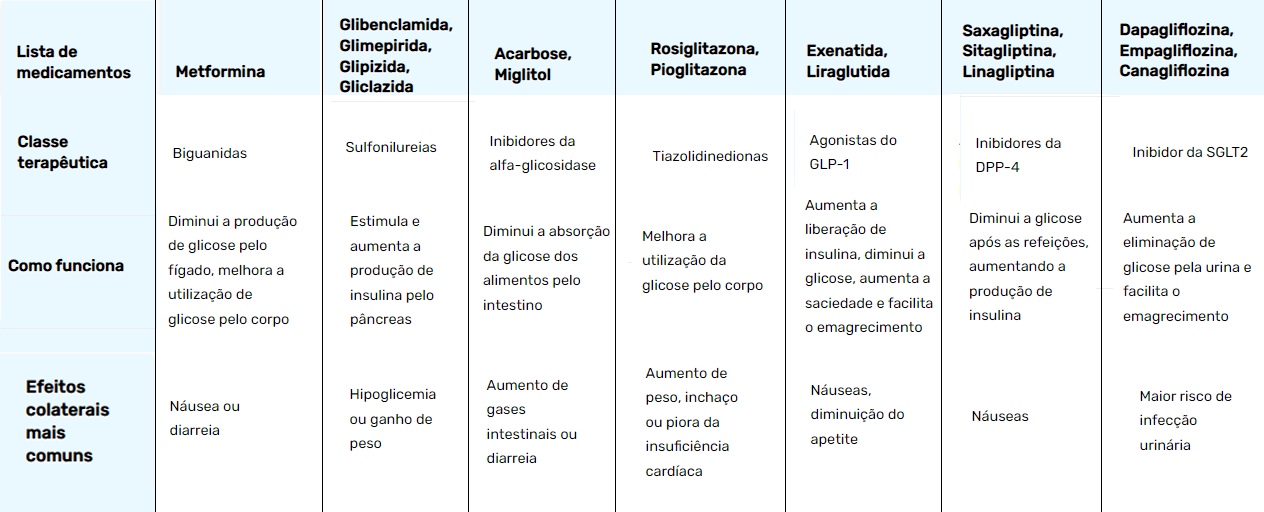 Lista de
medicamentos
Metformina
Glibenclamida,
Glimepirida,
Glipizida,
Gliclazida
Acarbose,
Miglitol
Rosiglitazona,
Pioglitazona
Exenatida,
Liraglutida
Saxagliptina,
Sitagliptina,
Linagliptina
Dapagliflozina,
Empagliflozina,
Canagliflozina
Classe
terapêutica
Biguanidas
Sulfonilureias
Inibidores da
alfa-glicosidase
Tiazolidinedionas
Agonistas do
GLP-1
Inibidores da
DPP-4
Inibidor da SGLT2
Como funciona
Diminui a produção
de glicose pelo
fígado, melhora a
utilização de
glicose pelo corpo
Estimula e
aumenta a
produção de
insulina pelo
pâncreas
Diminui a absorção
da glicose dos
alimentos pelo
intestino
Melhora a
utilização da
glicose pelo corpo
Aumenta a
liberação de
insulina, diminui a
glicose, aumenta a
saciedade e facilita
o emagrecimento
Diminui a glicose
após as refeições,
aumentando a
produção de
insulina
Aumenta a
eliminação de
glicose pela urina e
facilita o
emagrecimento
Efeitos
colaterais
mais
comuns
Náusea ou
diarreia
Hipoglicemia
ou ganho de
peso
Aumento de
gases
intestinais ou
diarreia
Aumento de
peso, inchaço
ou piora da
insuficiência
cardíaca
Náuseas,
diminuição do
apetite
Náuseas
Maior risco de
infecção
urinária